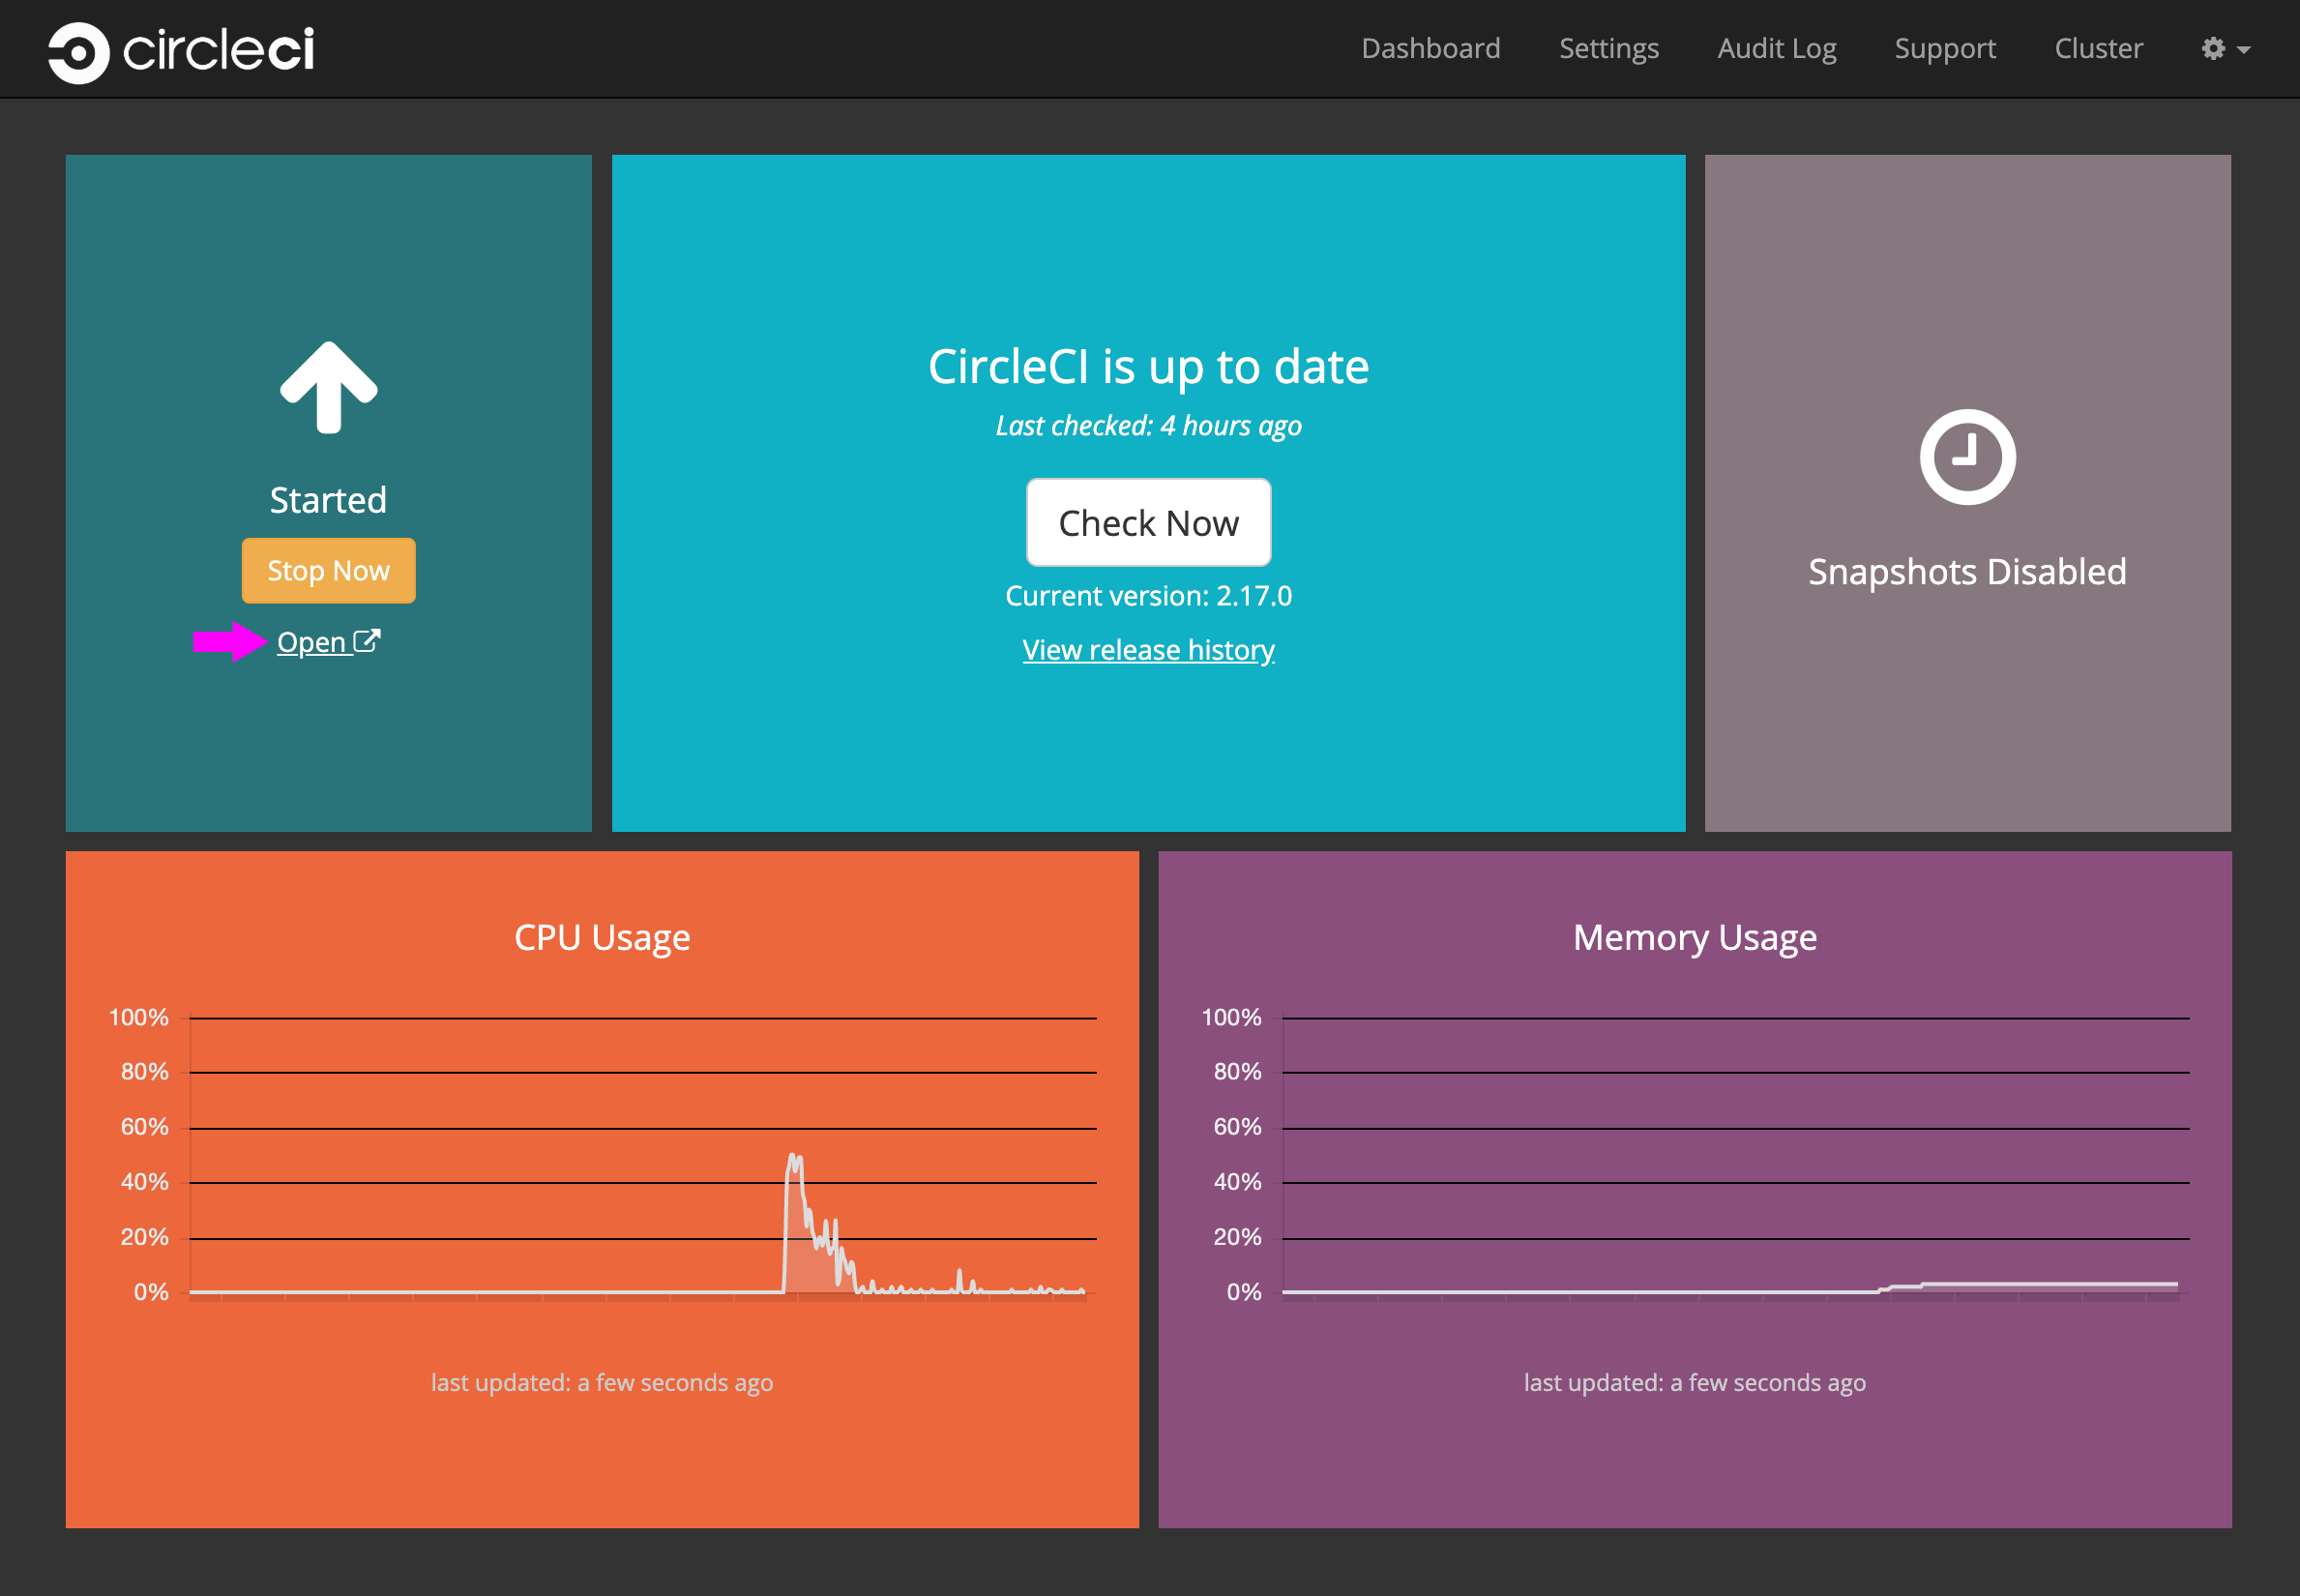 circleci
Dashboard Settings Audit Log Support Cluster
Started
Stop Now
Open
CircleCI is up to date
Last checked: 4 hours ago
Check Now
Current version: 2.17.0
View release history
Snapshots Disabled
CPU Usage
100%
80%
60%
40%
20%
0%
last updated: a few seconds ago
Memory Usage
100%
80%
60%
40%
20%
0%
last updated: a few seconds ago